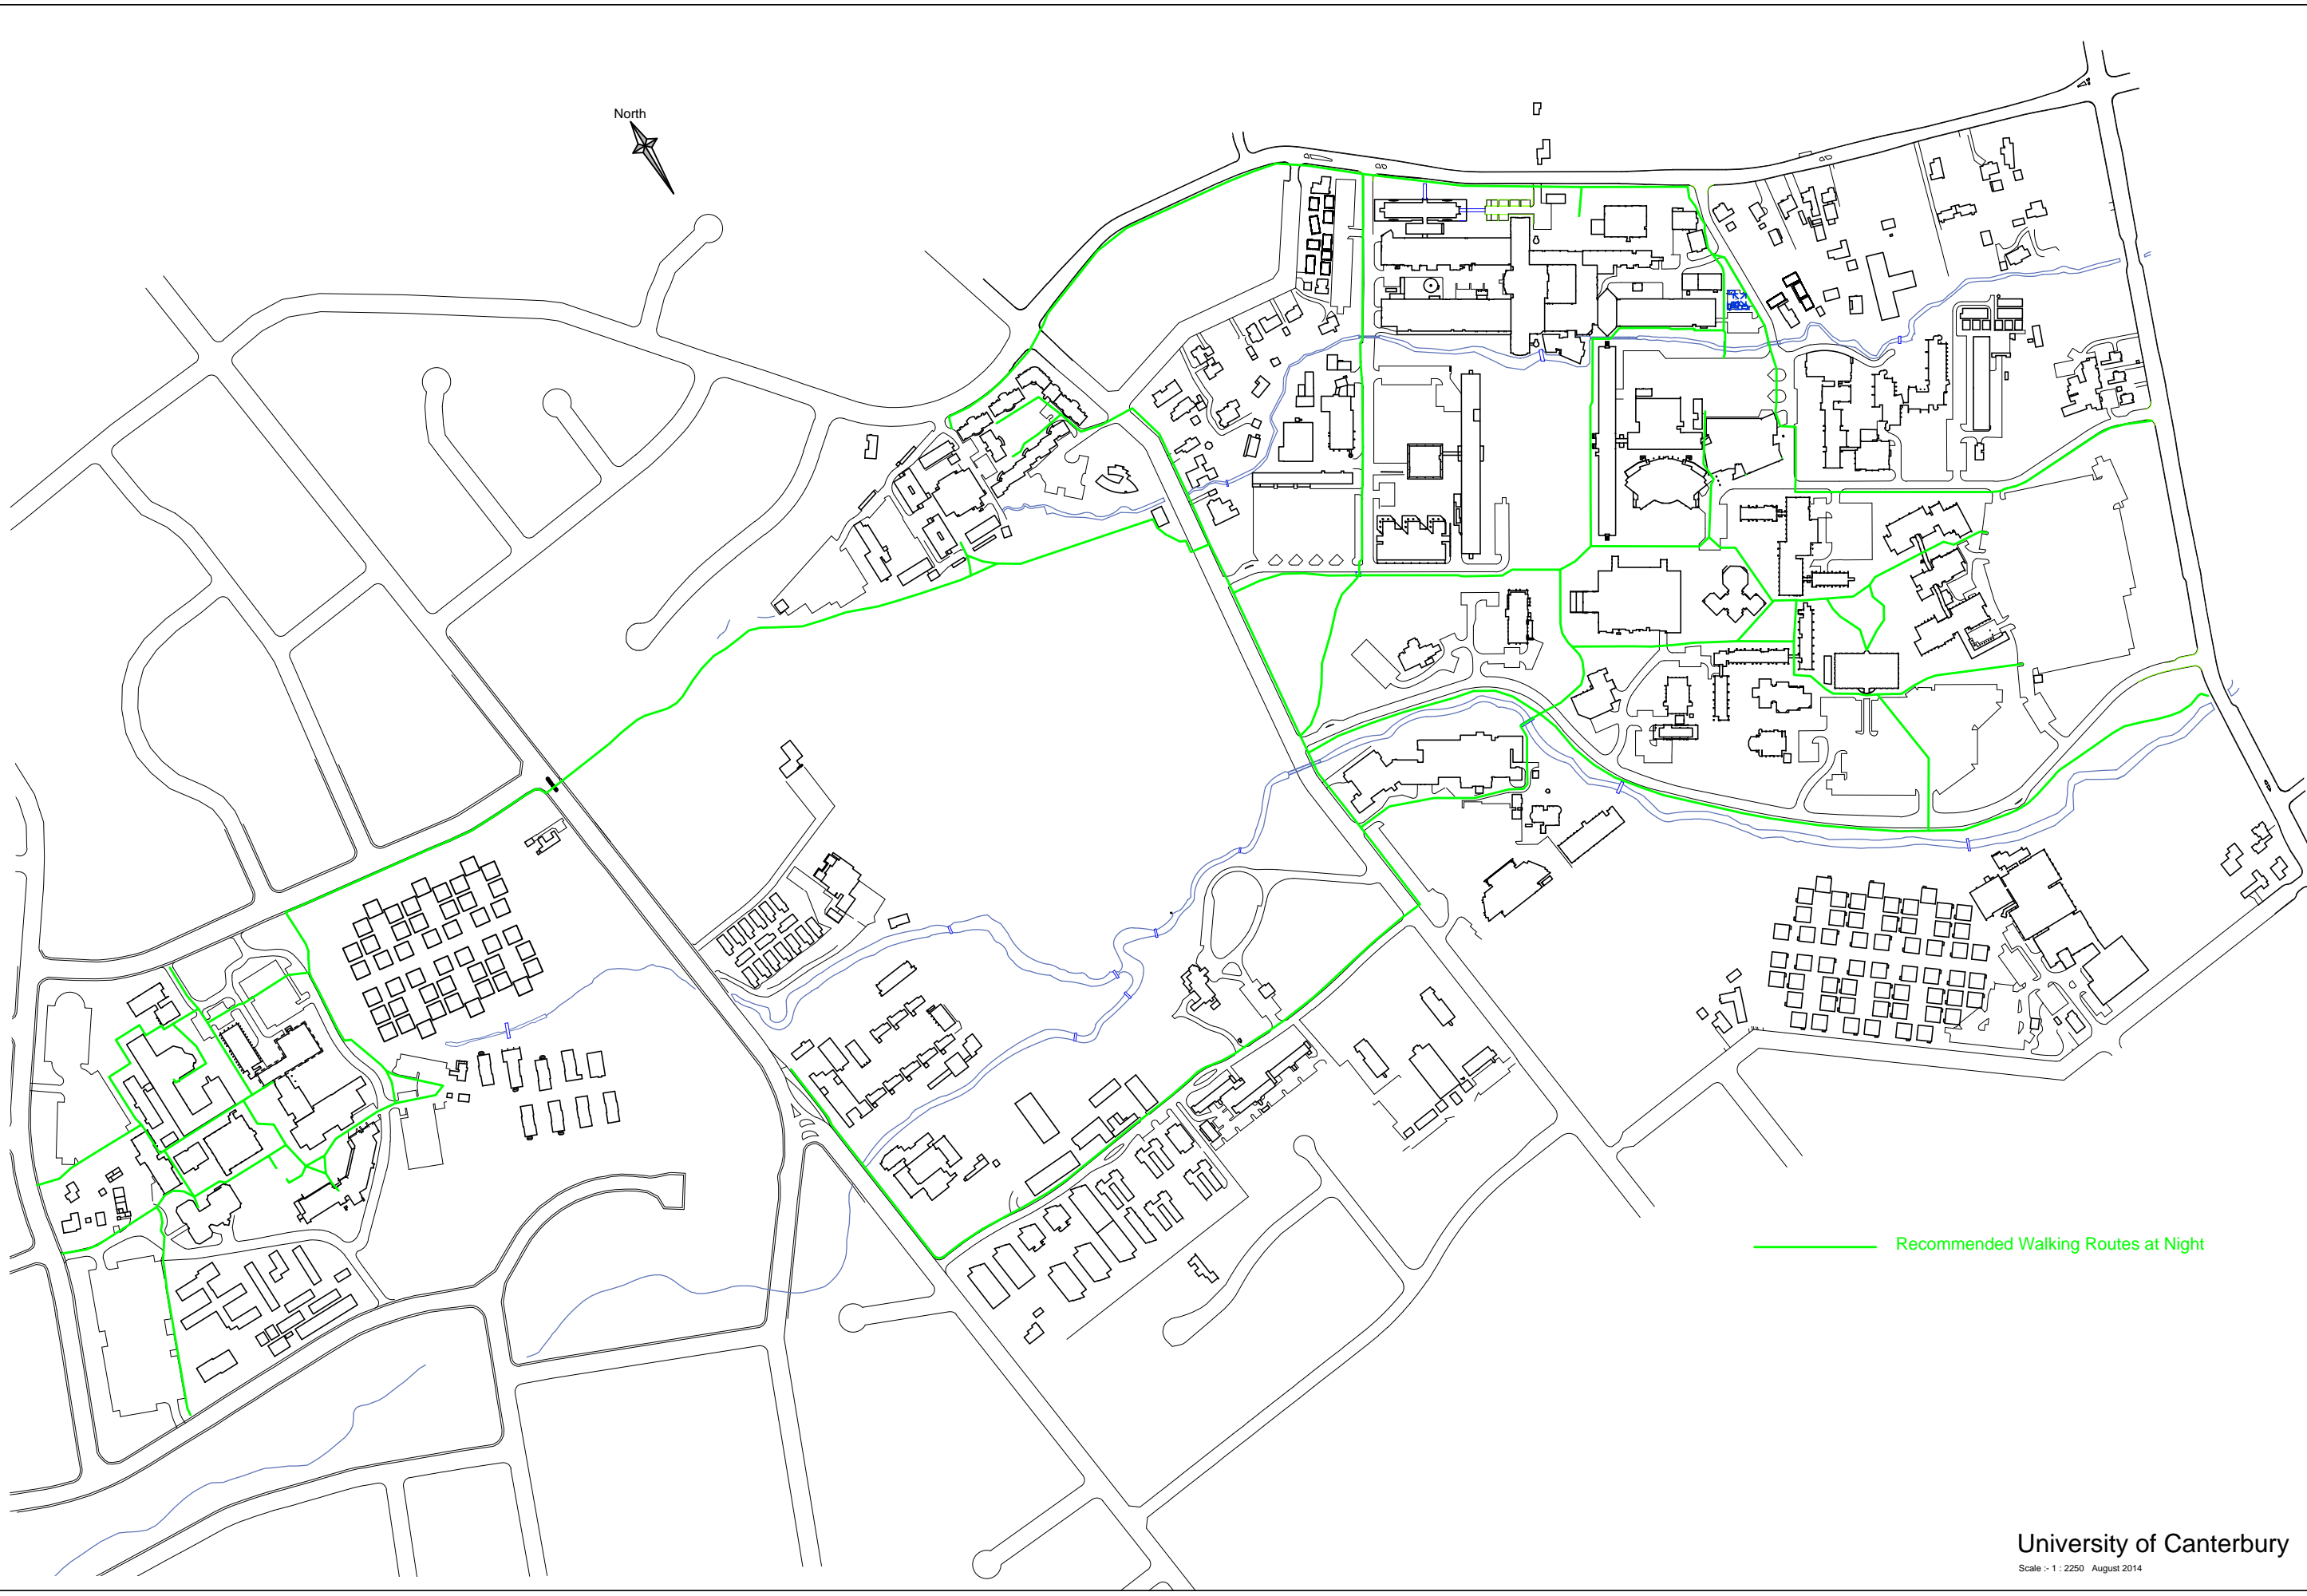 North
Recommended Walking Routes at Night
University of Canterbury
Scale :- 1 : 2250 August 2014